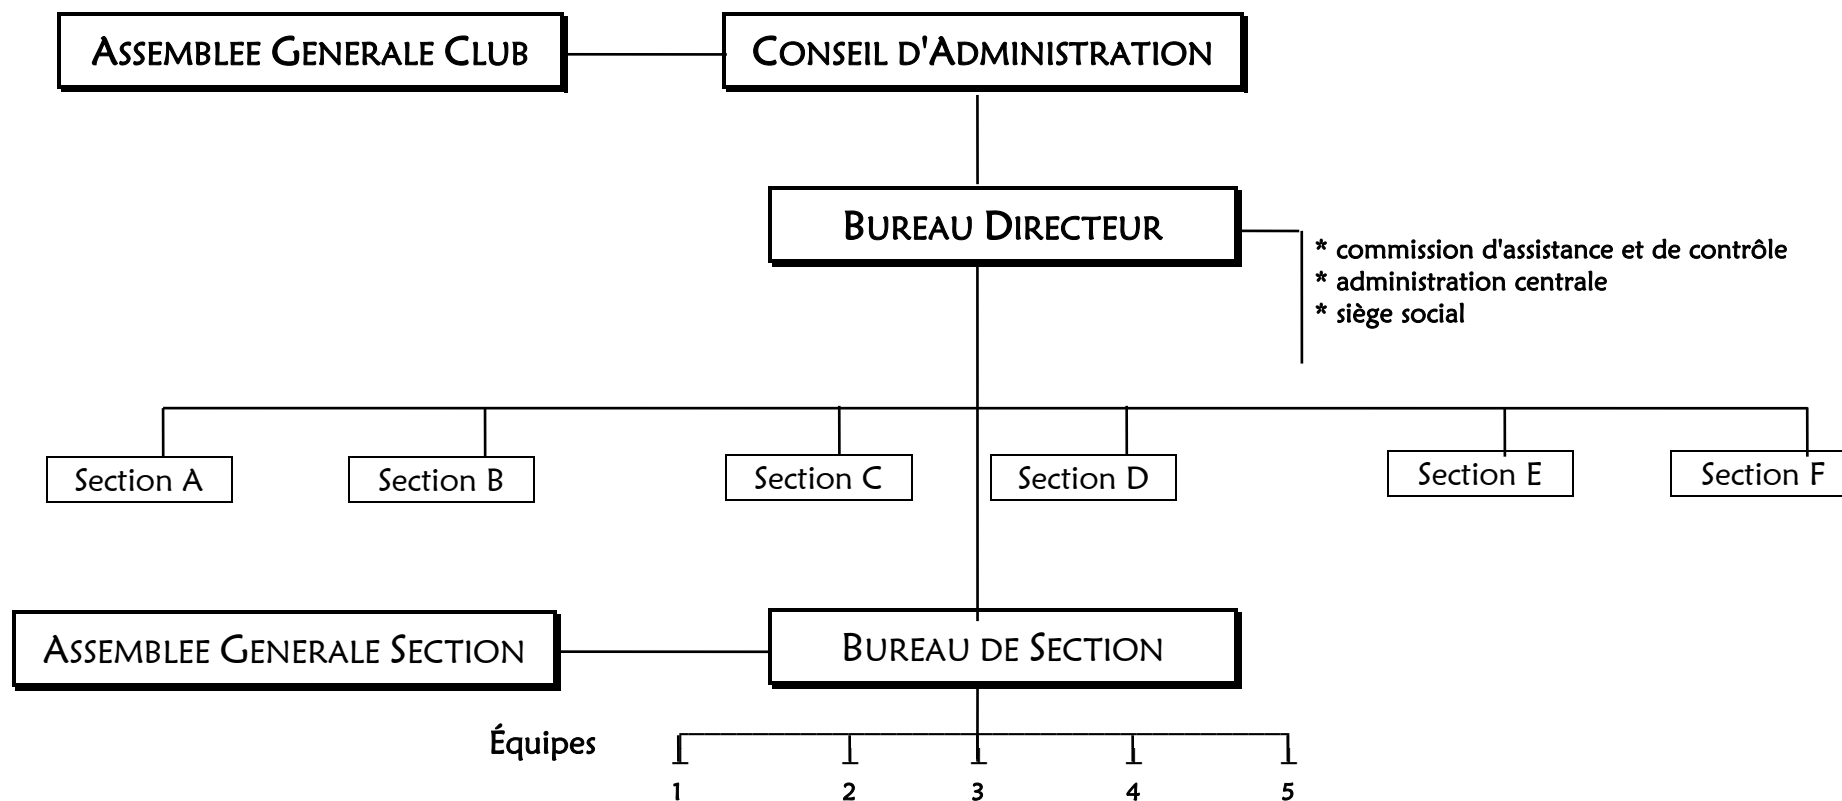 ASSEMBLEE GENERALE CLUB
CONSEIL D'ADMINISTRATION
BUREAU DIRECTEUR
* commission d'assistance et de contrôle
* administration centrale
* siège social
Section A
Section B
Section C
Section D
Section E
Section F
ASSEMBLEE GENERALE SECTION
BUREAU DE SECTION
Équipes
1 2 3 4 5